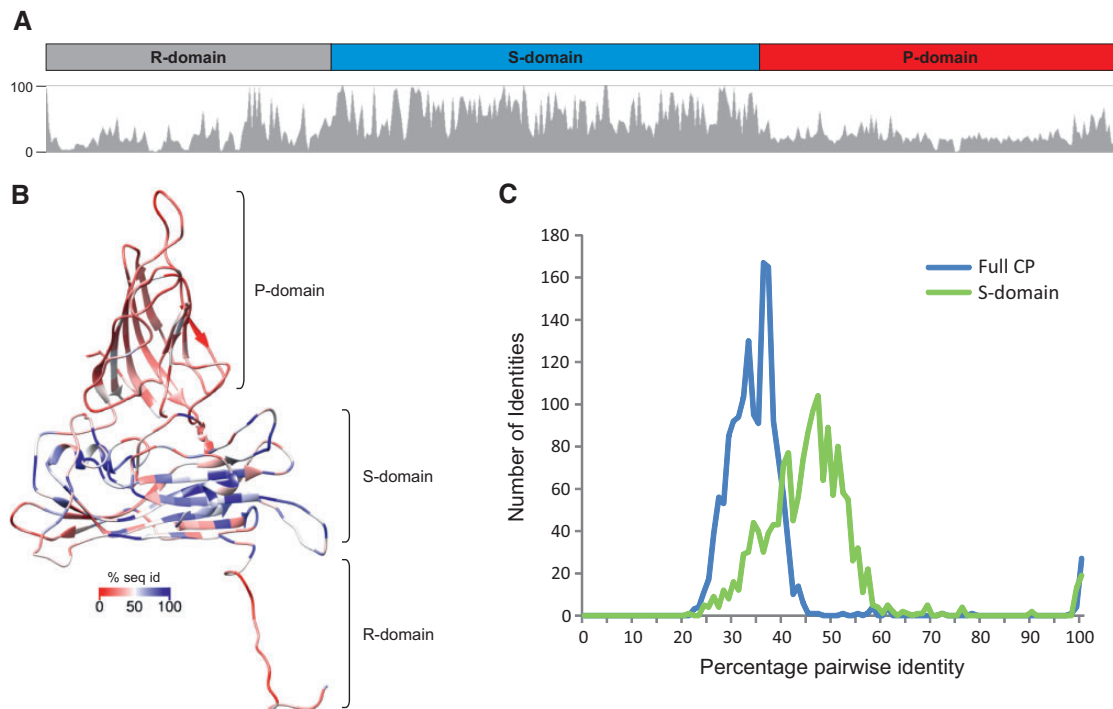 A
R-domain S-domain P-domain
100
0
B
P-domain
S-domain
R-domain
% seq id
0 50 100
C
Number of Identities
180
160
140
120
100
80
60
40
20
0
Full CP
S-domain
0 10 20 30 40 50 60 70 80 90 100
Percentage pairwise identity